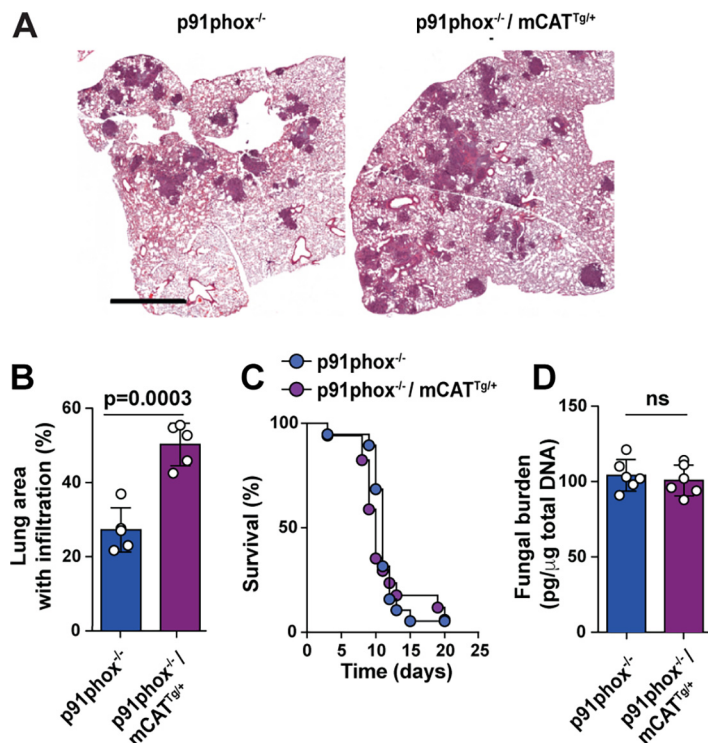 A
p91phox-/-
p91phox-/- / mCATTg/+
-
B
p=0.0003
Lung area
with infiltration (%)
60
40
20
0
p91phox-/-
p91phox-/- /
mCATTg/+
C
p91phox-/-
p91phox-/- / mCATTg/+
Survival (%)
100
50
0
0 5 10 15 20 25
Time (days)
D
ns
Fungal burden
(pg/µg total DNA)
150
100
50
0
p91phox-/-
p91phox-/- /
mCATTg/+